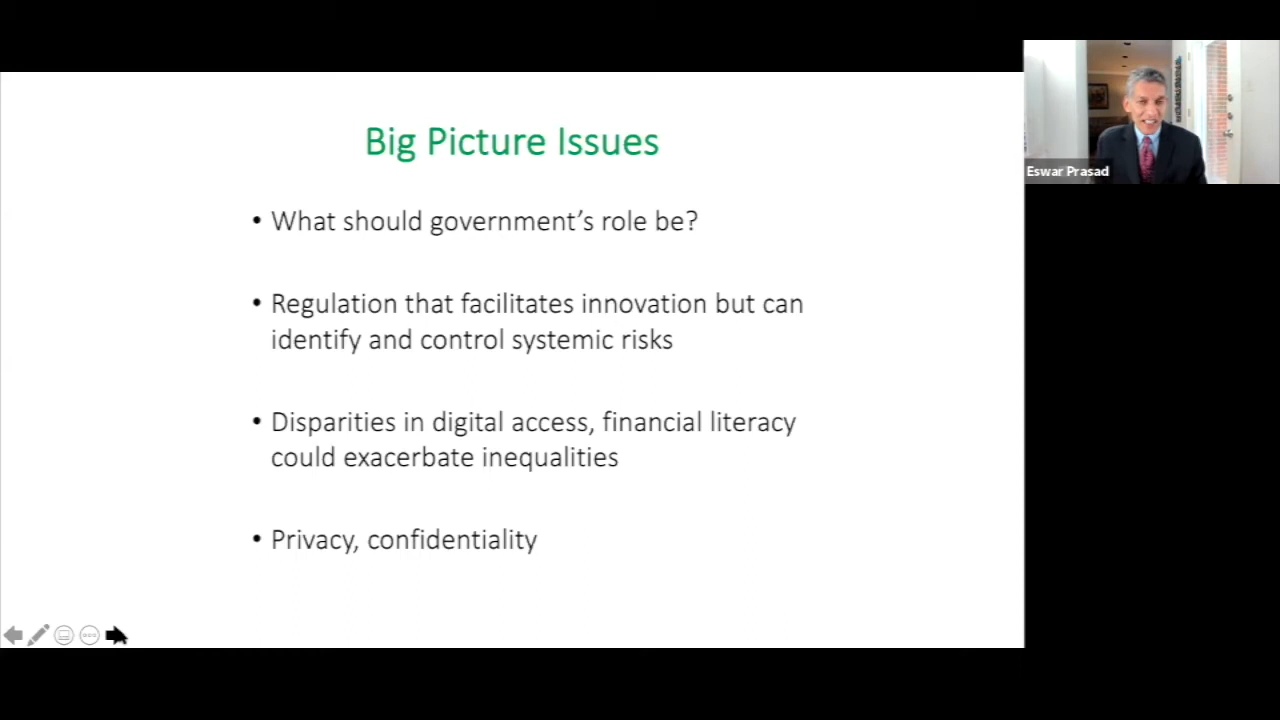 Big Picture Issues
• What should government’s role be?
• Regulation that facilitates innovation but can
identify and control systemic risks
• Disparities in digital access, financial literacy
could exacerbate inequalities
• Privacy, confidentiality
Eswar Prasad